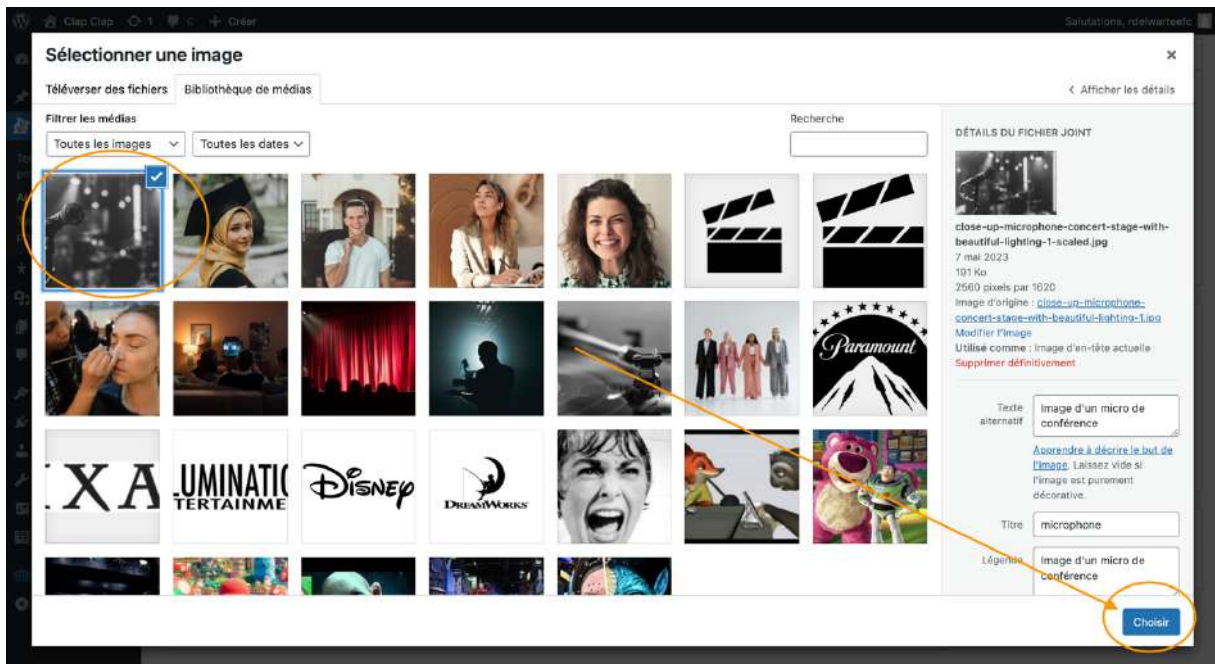 Clap Clap 1 0 + Créer
Salutations, rdelwarteefc
Sélectionner une image
×
Téléverser des fichiers
Bibliothèque de médias
< Afficher les détails
Filtrer les médias
Toutes les images
Toutes les dates
Recherche
DÉTAILS DU FICHIER JOINT
close-up-microphone-concert-stage-with-
beautiful-lighting-1-scaled.jpg
7 mai 2023
191 Ko
2560 pixels par 1620
Image d'origine : close-up-microphone-
concert-stage-with-beautiful-lighting-1.jpg
Modifier l'image
Utilisé comme : Image d'en-tête actuelle
Supprimer définitivement
Paramount
Texte
alternatif
Image d'un micro de
conférence
Apprendre à décrire le but de
l'image. Laissez vide si
l'image est purement
décorative.
IXA
LUMINATIO
TERTAINME
Disney
DREAMWORKS
Titre
microphone
Légende
Image d'un micro de
conférence
Choisir